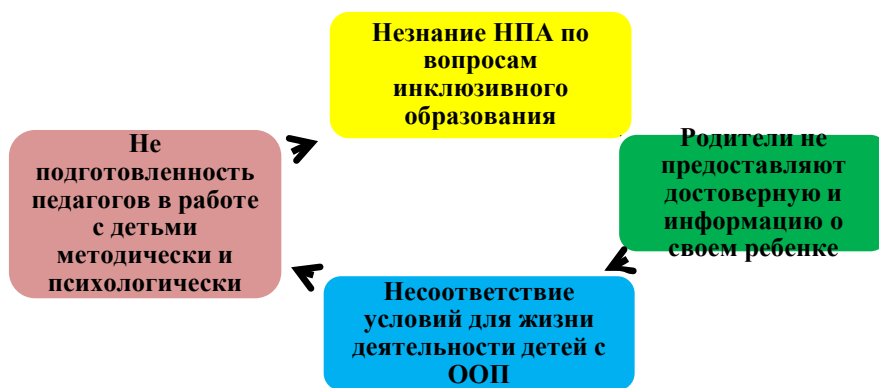 Незнание НПА по
вопросам
инклюзивного
образования
Родители не
предоставляют
достоверную и
информацию о
своем ребенке
Несоответствие
условий для жизни
деятельности детей с
ООП
Не
подготовленность
педагогов в работе
с детьми
методически и
психологически